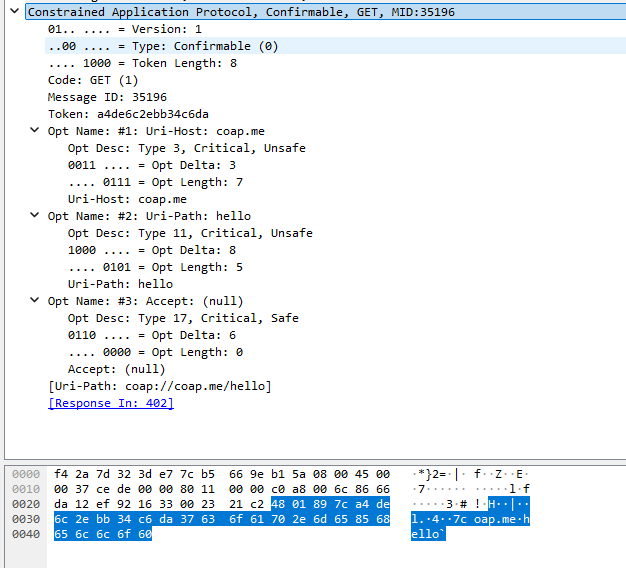 Constrained Application Protocol, Confirmable, GET, MID:35196
01.. .... = Version: 1
..00 .... = Type: Confirmable (0)
.... 1000 = Token Length: 8
Code: GET (1)
Message ID: 35196
Token: a4de6c2ebb34c6da
Opt Name: #1: Uri-Host: coap.me
Opt Desc: Type 3, Critical, Unsafe
0011 .... = Opt Delta: 3
.... 0111 = Opt Length: 7
Uri-Host: coap.me
Opt Name: #2: Uri-Path: hello
Opt Desc: Type 11, Critical, Unsafe
1000 .... = Opt Delta: 8
.... 0101 = Opt Length: 5
Uri-Path: hello
Opt Name: #3: Accept: (null)
Opt Desc: Type 17, Critical, Safe
0110 .... = Opt Delta: 6
.... 0000 = Opt Length: 0
Accept: (null)
[Uri-Path: coap://coap.me/hello]
[Response In: 402]
0000 f4 2a 7d 32 3d e7 7c b5 66 9e b1 5a 08 00 45 00 ·*}2=·|· f··Z··E·
0010 00 37 ce de 00 00 80 11 00 00 c0 a8 00 6c 86 66 ·7······ ·····l·f
0020 da 12 ef 92 16 33 00 23 21 c2 48 01 89 7c a4 de ·····3·# !·H··|··
0030 6c 2e bb 34 c6 da 37 63 6f 61 70 2e 6d 65 85 68 l.·4··7c oap.me·h
0040 65 6c 6c 6f 60 ello`